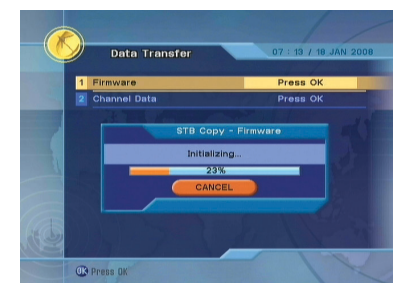 Data Transfer 07 : 13 / 18 JAN 2008
1 Firmware Press OK
2 Channel Data Press OK
STB Copy - Firmware
Initializing...
23%
CANCEL
OK Press OK